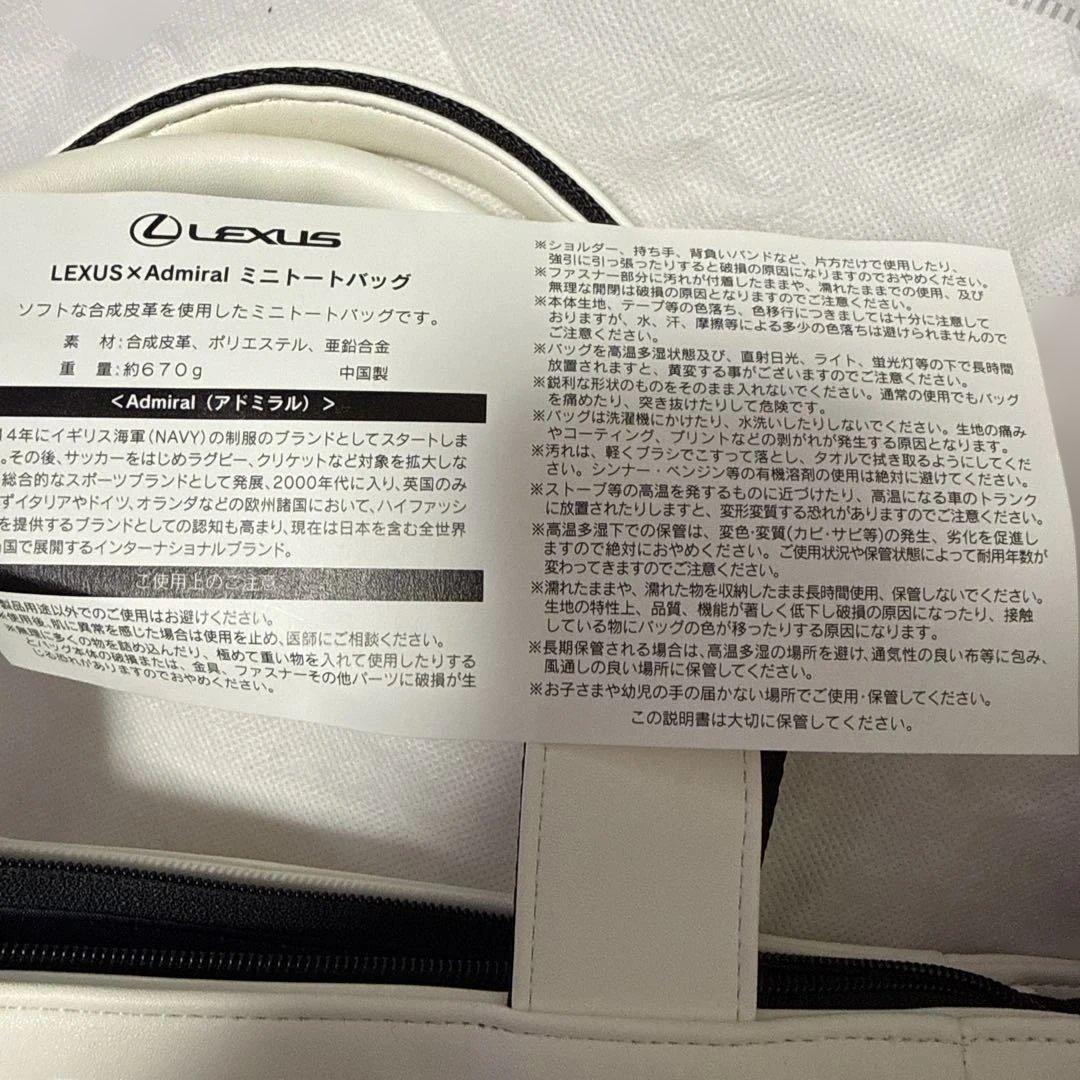 LEXUS
LEXUS×Admiral ミニトートバッグ
ソフトな合成皮革を使用したミニトートバッグです。
素 材:合成皮革、ポリエステル、亜鉛合金
重 量:約670g 中国製
<Admiral（アドミラル）>
14年にイギリス海軍(NAVY)の制服のブランドとしてスタートしま
。その後、サッカーをはじめラグビー、クリケットなど対象を拡大しな
総合的なスポーツブランドとして発展、2000年代に入り、英国のみ
ずイタリアやドイツ、オランダなどの欧州諸国において、ハイファッシ
を提供するブランドとしての認知も高まり、現在は日本を含む全世界
国で展開するインターナショナルブランド。
ご使用上のご注意
製品用途以外でのご使用はお避けください。
※使用後、肌に異常を感じた場合は使用を止め、医師にご相談ください。
※無理に多くの物を詰め込んだり、極めて重い物を入れて使用したりする
とバッグ本体の破損または、金具、ファスナーその他パーツに破損が生
じる恐れがありますのでおやめください。
※ショルダー、持ち手、背負いバンドなど、片方だけで使用したり、
強引に引っ張ったりすると破損の原因になりますのでおやめください。
※ファスナー部分に汚れが付着したままや、濡れたままでの使用、及び
無理な開閉は破損の原因となりますのでご注意ください。
※本体生地、テープ等の色落ち、色移行につきましては十分に注意して
おりますが、水、汗、摩擦等による多少の色落ちは避けられませんので
ご注意ください。
※バッグを高温多湿状態及び、直射日光、ライト、蛍光灯等の下で長時間
放置されますと、黄変する事がございますのでご注意ください。
※鋭利な形状のものをそのまま入れないでください。通常の使用でもバッグ
を痛めたり、突き抜けたりして危険です。
※バッグは洗濯機にかけたり、水洗いしたりしないでください。生地の痛み
やコーティング、プリントなどの剥がれが発生する原因となります。
※汚れは、軽くブラシでこすって落とし、タオルで拭き取るようにしてくだ
さい。シンナー・ベンジン等の有機溶剤の使用は絶対に避けてください。
※ストーブ等の高温を発するものに近づけたり、高温になる車のトランク
に放置されたりしますと、変形変質する恐れがありますのでご注意ください。
※高温多湿下での保管は、変色・変質(カビ・サビ等)の発生、劣化を促進し
ますので絶対におやめください。ご使用状況や保管状態によって耐用年数が
変わってきますのでご注意ください。
※濡れたままや、濡れた物を収納したまま長時間使用、保管しないでください。
生地の特性上、品質、機能が著しく低下し破損の原因になったり、接触
している物にバッグの色が移ったりする原因になります。
※長期保管される場合は、高温多湿の場所を避け、通気性の良い布等に包み、
風通しの良い場所に保管してください。
※お子さまや幼児の手の届かない場所でご使用・保管してください。
この説明書は大切に保管してください。